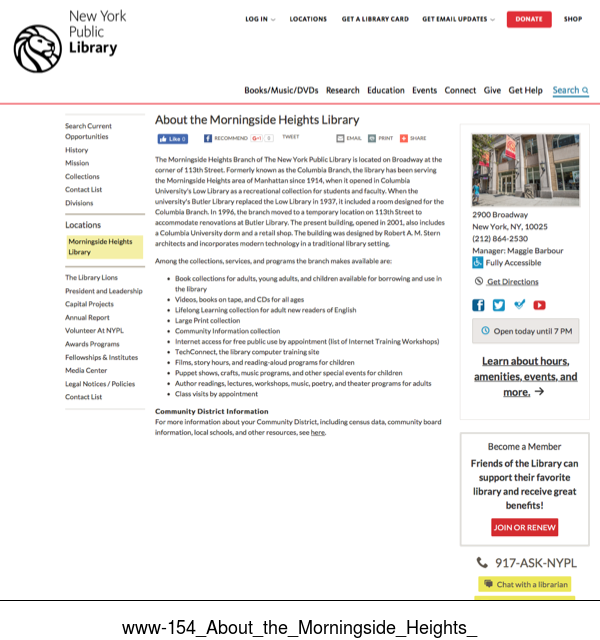 New York
Public
Library
LOG IN
LOCATIONS
GET A LIBRARY CARD
GET EMAIL UPDATES
DONATE
SHOP
Books/Music/DVDs Research Education Events Connect Give Get Help Search
Search Current
Opportunities
History
Mission
Collections
Contact List
Divisions
Locations
Morningside Heights
Library
The Library Lions
President and Leadership
Capital Projects
Annual Report
Volunteer At NYPL
Awards Programs
Fellowships & Institutes
Media Center
Legal Notices / Policies
Contact List
About the Morningside Heights Library
Like 0
RECOMMEND
G+1 0
TWEET
EMAIL
PRINT
SHARE
The Morningside Heights Branch of The New York Public Library is located on Broadway at the
corner of 113th Street. Formerly known as the Columbia Branch, the library has been serving
the Morningside Heights area of Manhattan since 1914, when it opened in Columbia
University's Low Library as a recreational collection for students and faculty. When the
university's Butler Library replaced the Low Library in 1937, it included a room designed for the
Columbia Branch. In 1996, the branch moved to a temporary location on 113th Street to
accommodate renovations at Butler Library. The present building, opened in 2001, also includes
a Columbia University dorm and a retail shop. The building was designed by Robert A. M. Stern
architects and incorporates modern technology in a traditional library setting.
Among the collections, services, and programs the branch makes available are:
• Book collections for adults, young adults, and children available for borrowing and use in
the library
• Videos, books on tape, and CDs for all ages
• Lifelong Learning collection for adult new readers of English
• Large Print collection
• Community Information collection
• Internet access for free public use by appointment (list of Internet Training Workshops)
• TechConnect, the library computer training site
• Films, story hours, and reading-aloud programs for children
• Puppet shows, crafts, music programs, and other special events for children
• Author readings, lectures, workshops, music, poetry, and theater programs for adults
• Class visits by appointment
Community District Information
For more information about your Community District, including census data, community board
information, local schools, and other resources, see here.
2900 Broadway
New York, NY, 10025
(212) 864-2530
Manager: Maggie Barbour
Fully Accessible
Get Directions
Open today until 7 PM
Learn about hours,
amenities, events, and
more. →
Become a Member
Friends of the Library can
support their favorite
library and receive great
benefits!
JOIN OR RENEW
917-ASK-NYPL
Chat with a librarian
www-154_About_the_Morningside_Heights_